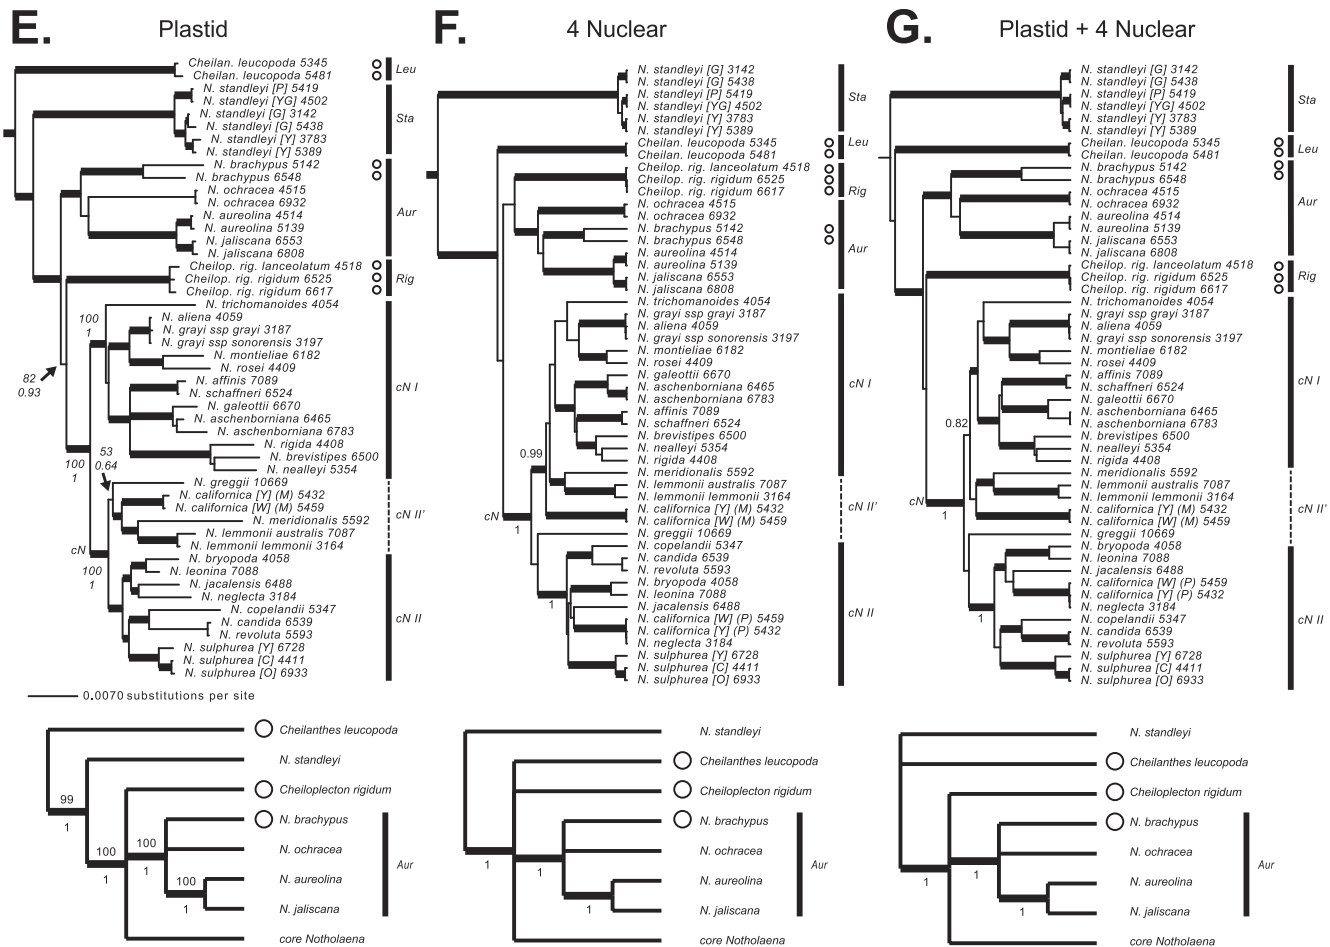 E. Plastid
Cheilan. leucopoda 5345
Cheilan. leucopoda 5481
Leu
N. standleyi [P] 5419
N. standleyi [YG] 4502
N. standleyi [G] 3142
N. standleyi [G] 5438
N. standleyi [Y] 3783
N. standleyi [Y] 5389
Sta
N. brachypus 5142
N. brachypus 6548
N. ochracea 4515
N. ochracea 6932
N. aureolina 4514
N. aureolina 5139
N. jaliscana 6553
N. jaliscana 6808
Aur
Cheilop. rig. lanceolatum 4518
Cheilop. rig. rigidum 6525
Cheilop. rig. rigidum 6617
Rig
N. trichomanoides 4054
N. aliena 4059
N. grayi ssp grayi 3187
N. grayi ssp sonorensis 3197
N. montieliae 6182
N. rosei 4409
N. affinis 7089
N. schaffneri 6524
N. galeottii 6670
N. aschenborniana 6465
N. aschenborniana 6783
N. rigida 4408
N. brevistipes 6500
N. nealleyi 5354
cN I
N. greggii 10669
N. californica [Y] (M) 5432
N. californica [W] (M) 5459
N. meridionalis 5592
N. lemmonii australis 7087
N. lemmonii lemmonii 3164
cN II’
N. bryopoda 4058
N. leonina 7088
N. jacalensis 6488
N. neglecta 3184
N. copelandii 5347
N. candida 6539
N. revoluta 5593
N. sulphurea [Y] 6728
N. sulphurea [C] 4411
N. sulphurea [O] 6933
cN II
100
1
82
0.93
100
1
53
0.64
cN
100
1
0.0070 substitutions per site
F. 4 Nuclear
N. standleyi [G] 3142
N. standleyi [G] 5438
N. standleyi [P] 5419
N. standleyi [YG] 4502
N. standleyi [Y] 3783
N. standleyi [Y] 5389
Sta
Cheilan. leucopoda 5345
Cheilan. leucopoda 5481
Leu
Cheilop. rig. lanceolatum 4518
Cheilop. rig. rigidum 6525
Cheilop. rig. rigidum 6617
Rig
N. ochracea 4515
N. ochracea 6932
N. brachypus 5142
N. brachypus 6548
N. aureolina 4514
N. aureolina 5139
N. jaliscana 6553
N. jaliscana 6808
Aur
N. trichomanoides 4054
N. grayi ssp grayi 3187
N. aliena 4059
N. grayi ssp sonorensis 3197
N. montieliae 6182
N. rosei 4409
N. galeottii 6670
N. aschenborniana 6465
N. aschenborniana 6783
N. affinis 7089
N. schaffneri 6524
N. brevistipes 6500
N. nealleyi 5354
N. rigida 4408
cN I
N. meridionalis 5592
N. lemmonii australis 7087
N. lemmonii lemmonii 3164
N. californica [Y] (M) 5432
N. californica [W] (M) 5459
N. greggii 10669
cN II’
N. copelandii 5347
N. candida 6539
N. revoluta 5593
N. bryopoda 4058
N. leonina 7088
N. jacalensis 6488
N. californica [W] (P) 5459
N. californica [Y] (P) 5432
N. neglecta 3184
N. sulphurea [Y] 6728
N. sulphurea [C] 4411
N. sulphurea [O] 6933
cN II
0.99
cN
1
1
G. Plastid + 4 Nuclear
N. standleyi [G] 3142
N. standleyi [G] 5438
N. standleyi [P] 5419
N. standleyi [YG] 4502
N. standleyi [Y] 3783
N. standleyi [Y] 5389
Sta
Cheilan. leucopoda 5345
Cheilan. leucopoda 5481
Leu
N. brachypus 5142
N. brachypus 6548
N. ochracea 4515
N. ochracea 6932
N. aureolina 4514
N. aureolina 5139
N. jaliscana 6553
N. jaliscana 6808
Aur
Cheilop. rig. lanceolatum 4518
Cheilop. rig. rigidum 6525
Cheilop. rig. rigidum 6617
Rig
N. trichomanoides 4054
N. grayi ssp grayi 3187
N. aliena 4059
N. grayi ssp sonorensis 3197
N. montieliae 6182
N. rosei 4409
N. affinis 7089
N. schaffneri 6524
N. galeottii 6670
N. aschenborniana 6465
N. aschenborniana 6783
N. brevistipes 6500
N. nealleyi 5354
N. rigida 4408
cN I
N. meridionalis 5592
N. lemmonii australis 7087
N. lemmonii lemmonii 3164
N. californica [Y] (M) 5432
N. californica [W] (M) 5459
N. greggii 10669
cN II’
N. bryopoda 4058
N. leonina 7088
N. jacalensis 6488
N. californica [W] (P) 5459
N. californica [Y] (P) 5432
N. neglecta 3184
N. copelandii 5347
N. candida 6539
N. revoluta 5593
N. sulphurea [Y] 6728
N. sulphurea [C] 4411
N. sulphurea [O] 6933
cN II
0.82
cN
1
1
Cheilanthes leucopoda
N. standleyi
Cheiloplecton rigidum
N. brachypus
N. ochracea
N. aureolina
N. jaliscana
core Notholaena
Aur
99
1
100
1
100
1
100
1
N. standleyi
Cheilanthes leucopoda
Cheiloplecton rigidum
N. brachypus
N. ochracea
N. aureolina
N. jaliscana
core Notholaena
Aur
1
1
1
N. standleyi
Cheilanthes leucopoda
Cheiloplecton rigidum
N. brachypus
N. ochracea
N. aureolina
N. jaliscana
core Notholaena
Aur
1
1
1